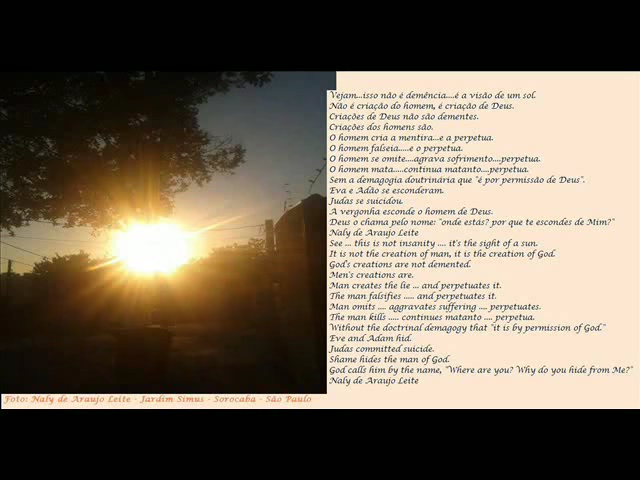 Vejam...isso não é demência....é a visão de um sol.
Não é criação do homem, é criação de Deus.
Criações de Deus não são dementes.
Criações dos homens são.
O homem cria a mentira...e a perpetua.
O homem falseia.....e o perpetua.
O homem se omite....agrava sofrimento....perpetua.
O homem mata.....continua matanto....perpetua.
Sem a demagogia doutrinária que "é por permissão de Deus".
Eva e Adão se esconderam.
Judas se suicidou.
A vergonha esconde o homem de Deus.
Deus o chama pelo nome: "onde estás? por que te escondes de Mim?"
Naly de Araujo Leite
See ... this is not insanity .... it's the sight of a sun.
It is not the creation of man, it is the creation of God.
God's creations are not demented.
Men's creations are.
Man creates the lie ... and perpetuates it.
The man falsifies ..... and perpetuates it.
Man omits .... aggravates suffering .... perpetuates.
The man kills ..... continues matanto .... perpetua.
Without the doctrinal demagogy that "it is by permission of God."
Eve and Adam hid.
Judas committed suicide.
Shame hides the man of God.
God calls him by the name, "Where are you? Why do you hide from Me?"
Naly de Araujo Leite
Foto: Naly de Araujo Leite - Jardim Simus - Sorocaba - São Paulo